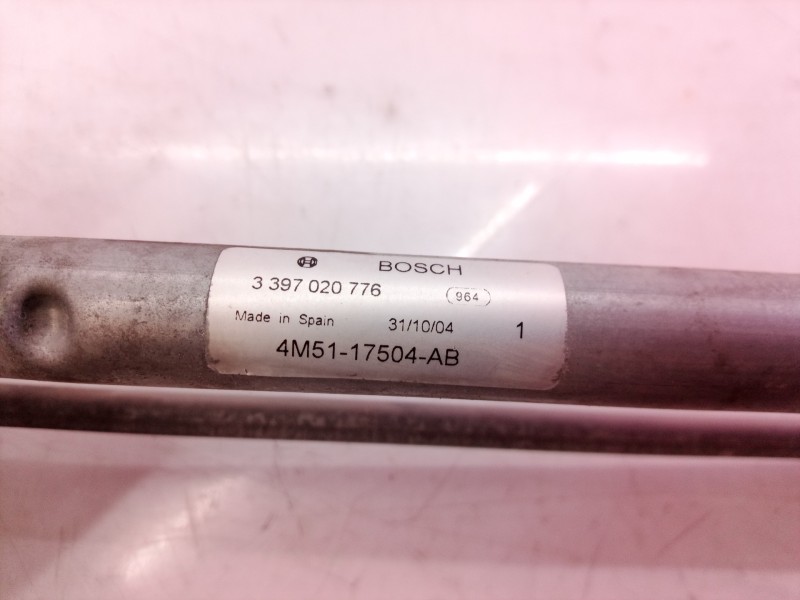 BOSCH
3 397 020 776 964
Made in Spain 31/10/04 1
4M51-17504-AB